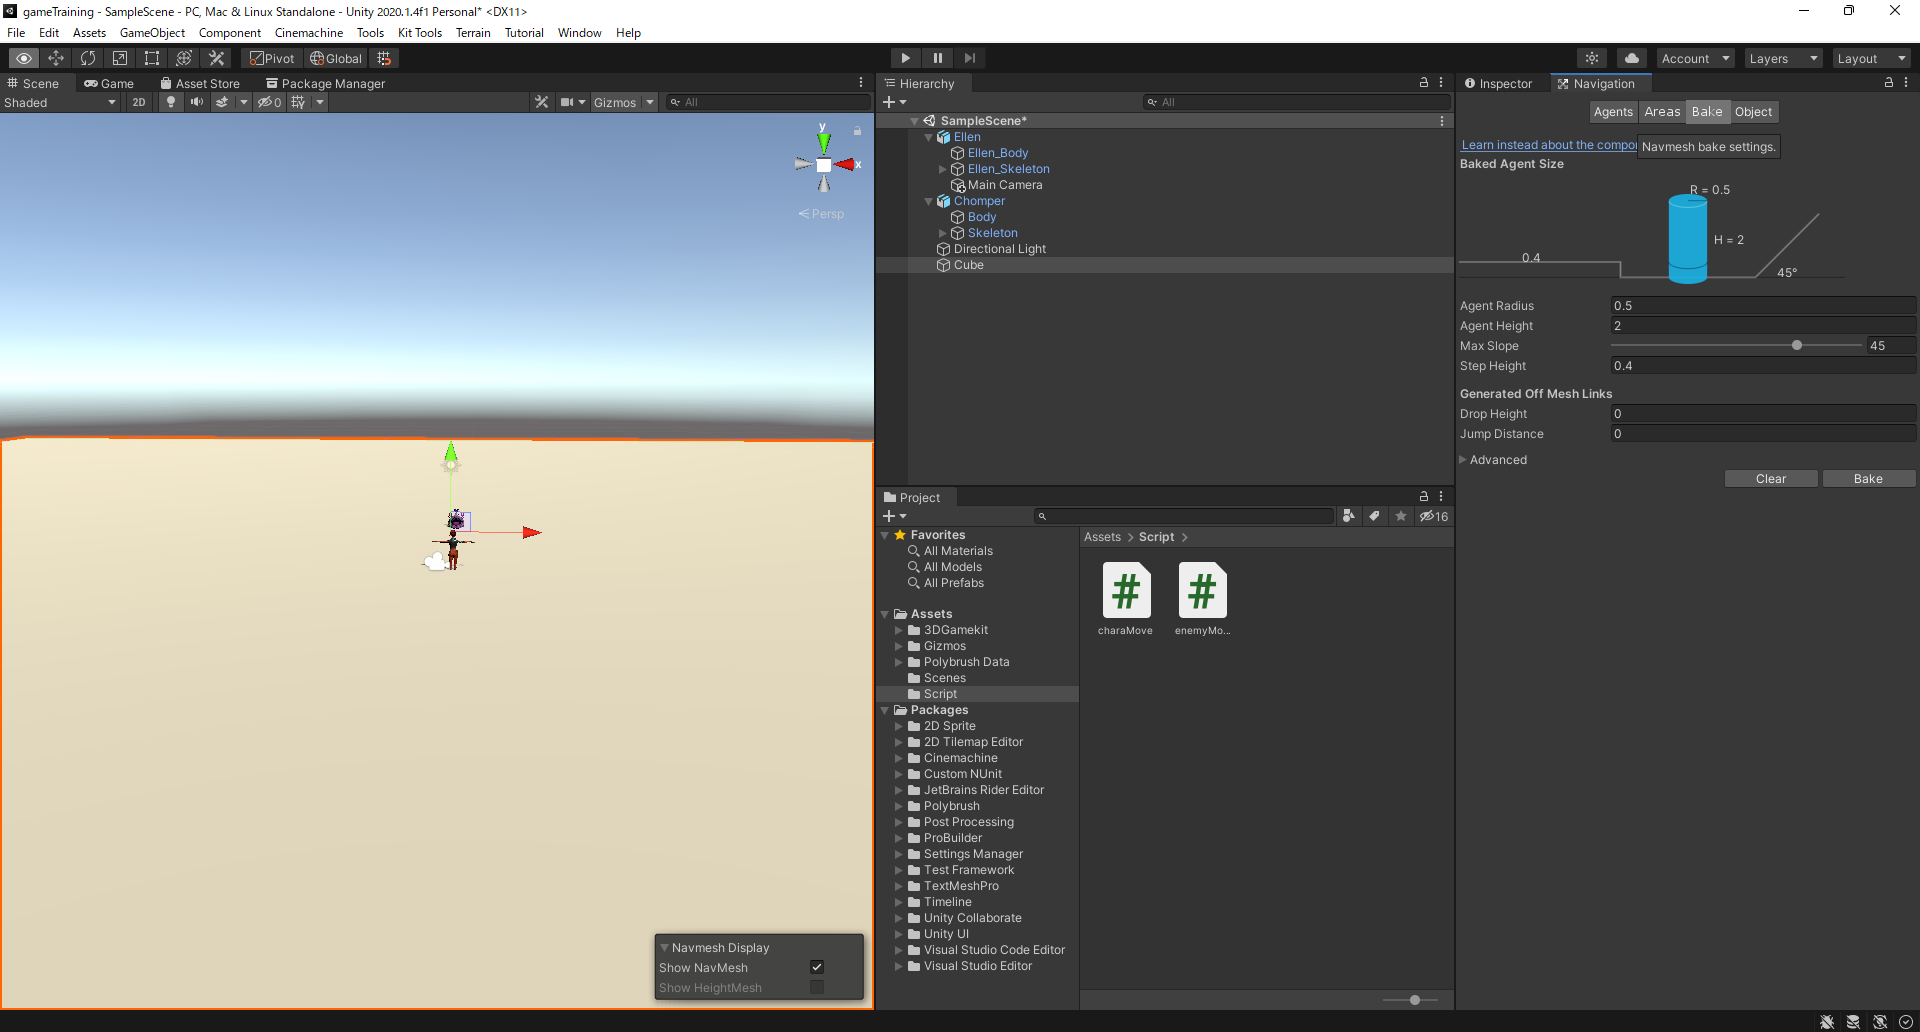 gameTraining - SampleScene - PC, Mac & Linux Standalone - Unity 2020.1.4f1 Personal* <DX11>
File Edit Assets GameObject Component Cinemachine Tools Kit Tools Terrain Tutorial Window Help
Pivot Global Account Layers Layout
Scene Game Asset Store Package Manager
Shaded 2D 0 Gizmos All
y
x
Persp
Navmesh Display
Show NavMesh
Show HeightMesh
Hierarchy
All
SampleScene*
Ellen
Ellen_Body
Ellen_Skeleton
Main Camera
Chomper
Body
Skeleton
Directional Light
Cube
Project
16
Favorites
All Materials
All Models
All Prefabs
Assets
3DGamekit
Gizmos
Polybrush Data
Scenes
Script
Packages
2D Sprite
2D Tilemap Editor
Cinemachine
Custom NUnit
JetBrains Rider Editor
Polybrush
Post Processing
ProBuilder
Settings Manager
Test Framework
TextMeshPro
Timeline
Unity Collaborate
Unity UI
Visual Studio Code Editor
Visual Studio Editor
Assets > Script >
# #
charaMove enemyMo...
Inspector Navigation
Agents Areas Bake Object
Learn instead about the compo
Navmesh bake settings.
Baked Agent Size
R = 0.5
H = 2
0.4
45°
Agent Radius 0.5
Agent Height 2
Max Slope 45
Step Height 0.4
Generated Off Mesh Links
Drop Height 0
Jump Distance 0
Advanced
Clear Bake